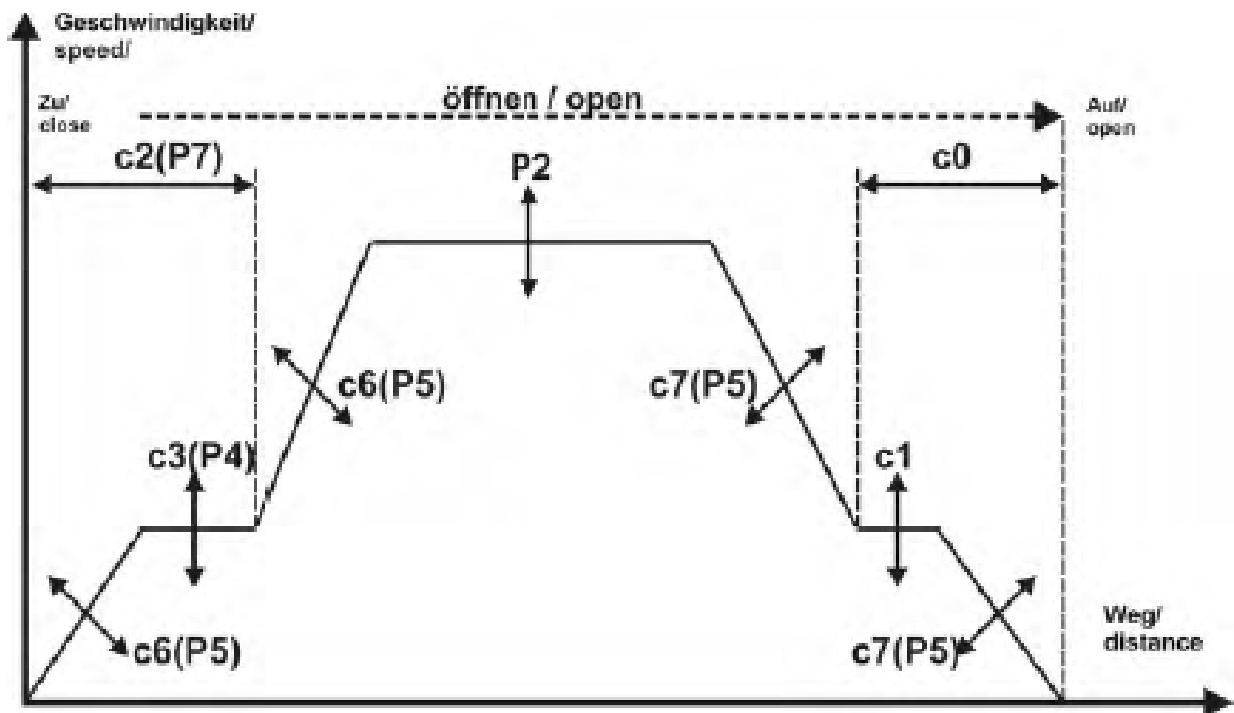 Geschwindigkeit/
speed/
Zu/
close
öffnen / open
Auf/
open
c2(P7)
P2
c0
c6(P5)
c7(P5)
c3(P4)
c1
c6(P5)
c7(P5)
Weg/
distance